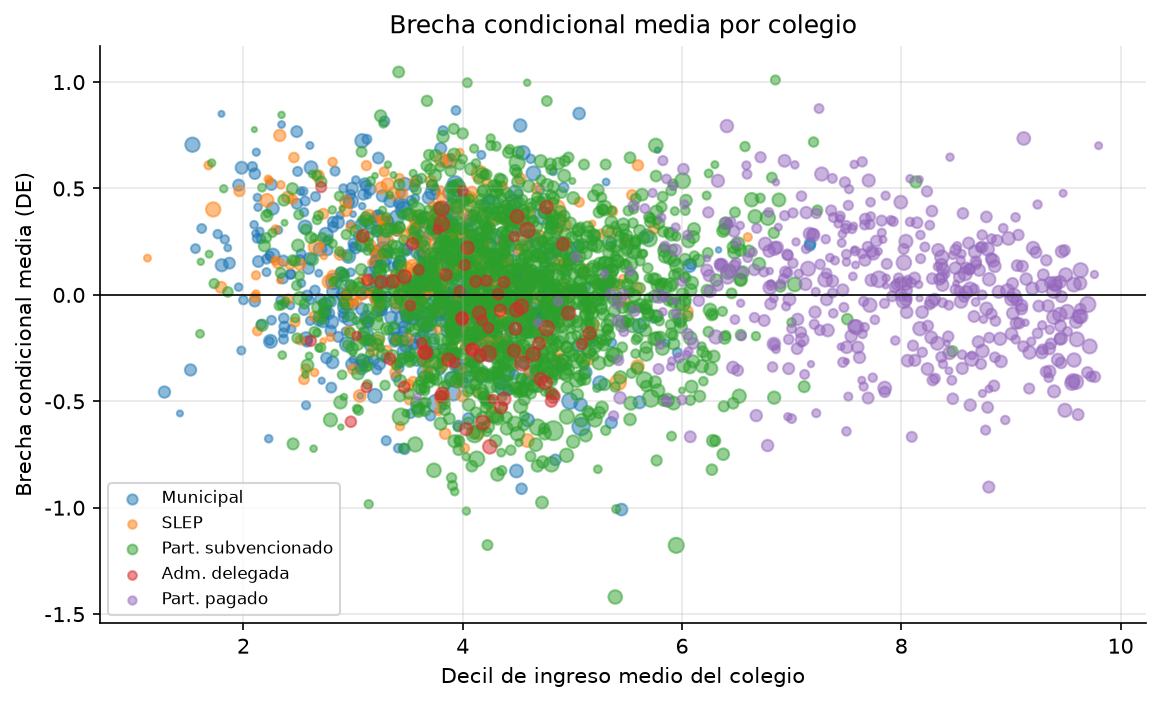 Brecha condicional media por colegio
Brecha condicional media (DE)
1.0
0.5
0.0
-0.5
-1.0
-1.5
Municipal
SLEP
Part. subvencionado
Adm. delegada
Part. pagado
2 4 6 8 10
Decil de ingreso medio del colegio